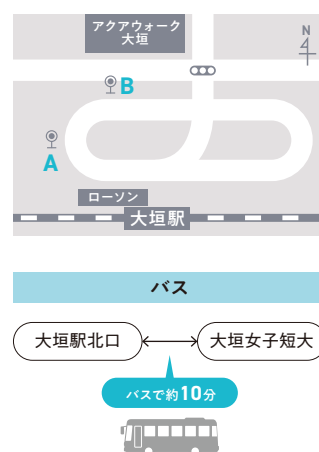 アクアウォーク
大垣
N
B
A
ローソン
大垣駅
バス
大垣駅北口
大垣女子短大
バスで約10分